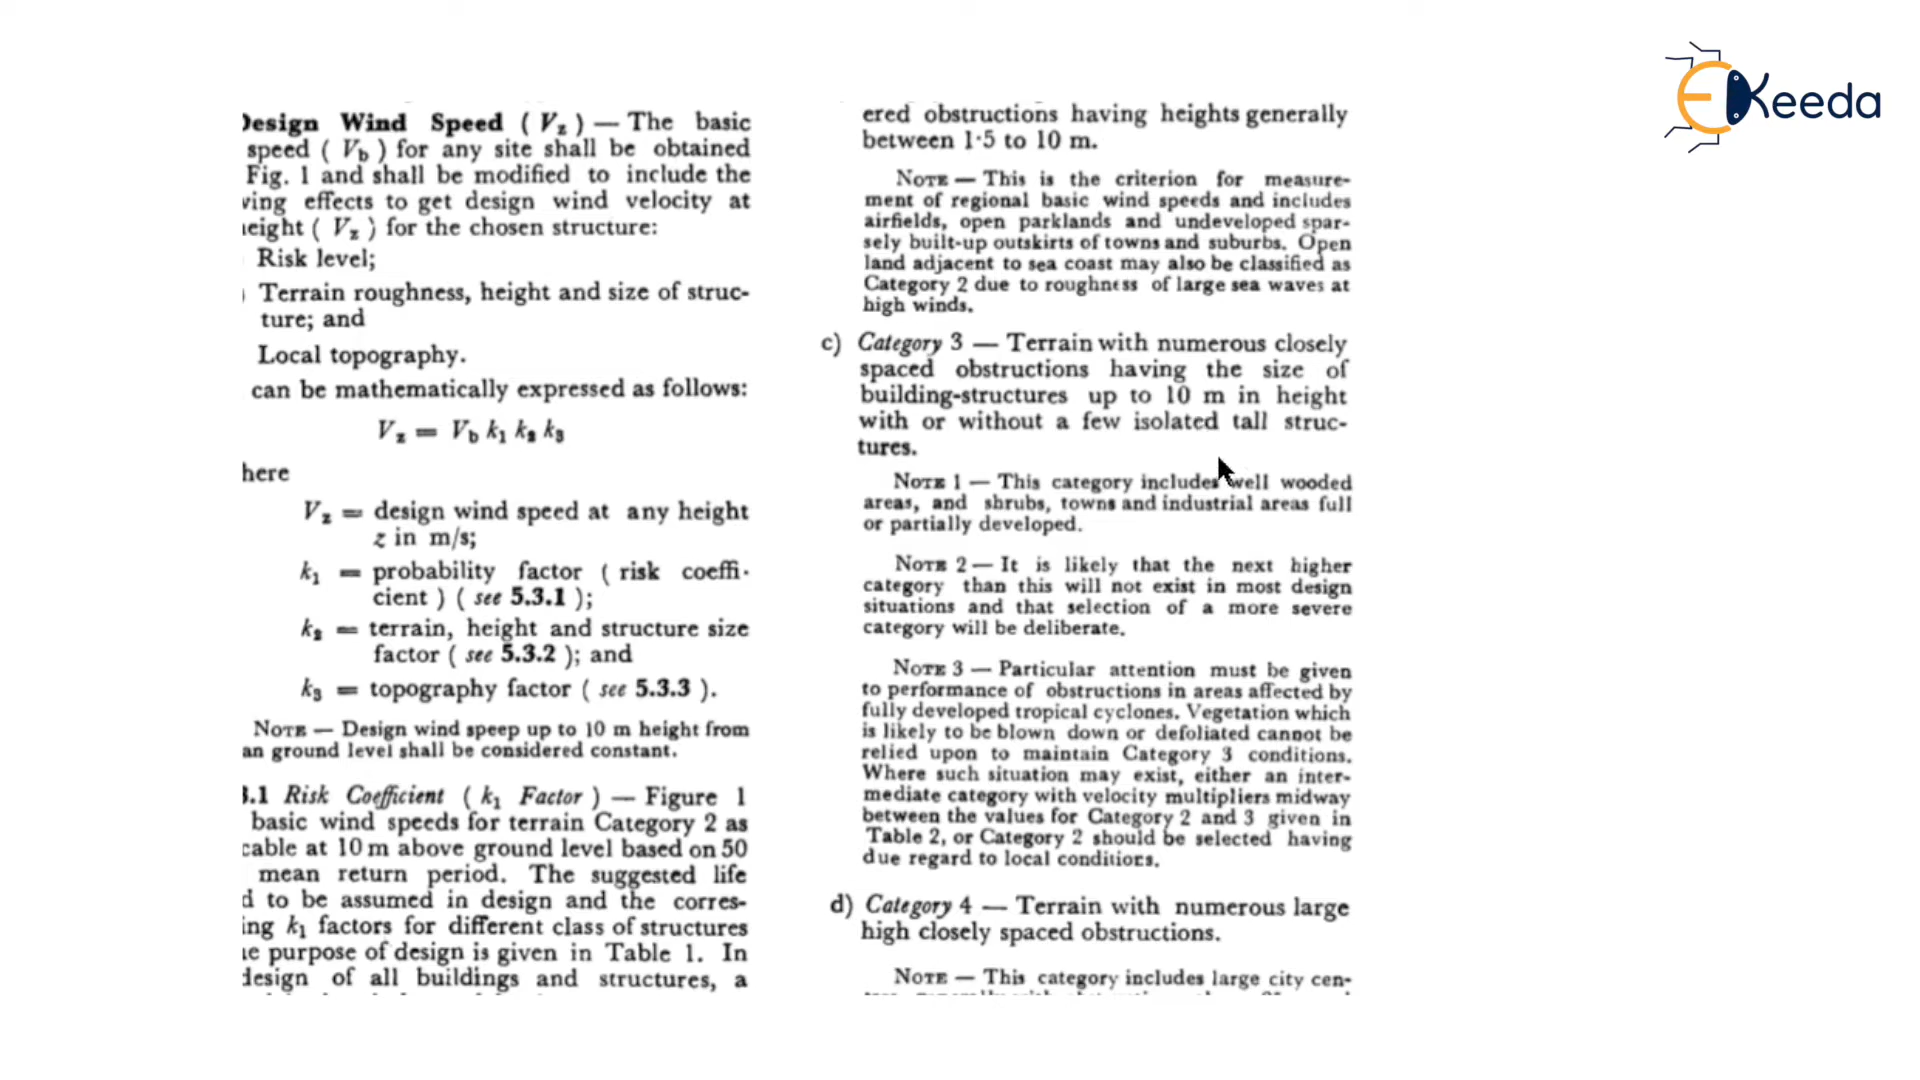 Design Wind Speed ( Vz ) — The basic
speed ( Vb ) for any site shall be obtained
Fig. 1 and shall be modified to include the
ving effects to get design wind velocity at
eight ( Vz ) for the chosen structure:
Risk level;
) Terrain roughness, height and size of struc-
ture; and
Local topography.
can be mathematically expressed as follows:
Vz = Vb k1 k2 k3
here
Vz = design wind speed at any height
z in m/s;
k1 = probability factor ( risk coeffi-
cient ) ( see 5.3.1 );
k2 = terrain, height and structure size
factor ( see 5.3.2 ); and
k3 = topography factor ( see 5.3.3 ).
NOTE — Design wind speep up to 10 m height from
an ground level shall be considered constant.
3.1 Risk Coefficient ( k1 Factor ) — Figure 1
basic wind speeds for terrain Category 2 as
cable at 10 m above ground level based on 50
mean return period. The suggested life
d to be assumed in design and the corres-
ing k1 factors for different class of structures
e purpose of design is given in Table 1. In
design of all buildings and structures, a
ered obstructions having heights generally
between 1·5 to 10 m.
NOTE — This is the criterion for measure-
ment of regional basic wind speeds and includes
airfields, open parklands and undeveloped spar-
sely built-up outskirts of towns and suburbs. Open
land adjacent to sea coast may also be classified as
Category 2 due to roughness of large sea waves at
high winds.
c) Category 3 — Terrain with numerous closely
spaced obstructions having the size of
building-structures up to 10 m in height
with or without a few isolated tall struc-
tures.
NOTE 1 — This category includes well wooded
areas, and shrubs, towns and industrial areas full
or partially developed.
NOTE 2 — It is likely that the next higher
category than this will not exist in most design
situations and that selection of a more severe
category will be deliberate.
NOTE 3 — Particular attention must be given
to performance of obstructions in areas affected by
fully developed tropical cyclones. Vegetation which
is likely to be blown down or defoliated cannot be
relied upon to maintain Category 3 conditions.
Where such situation may exist, either an inter-
mediate category with velocity multipliers midway
between the values for Category 2 and 3 given in
Table 2, or Category 2 should be selected having
due regard to local conditions.
d) Category 4 — Terrain with numerous large
high closely spaced obstructions.
NOTE — This category includes large city cen-
EKeeda